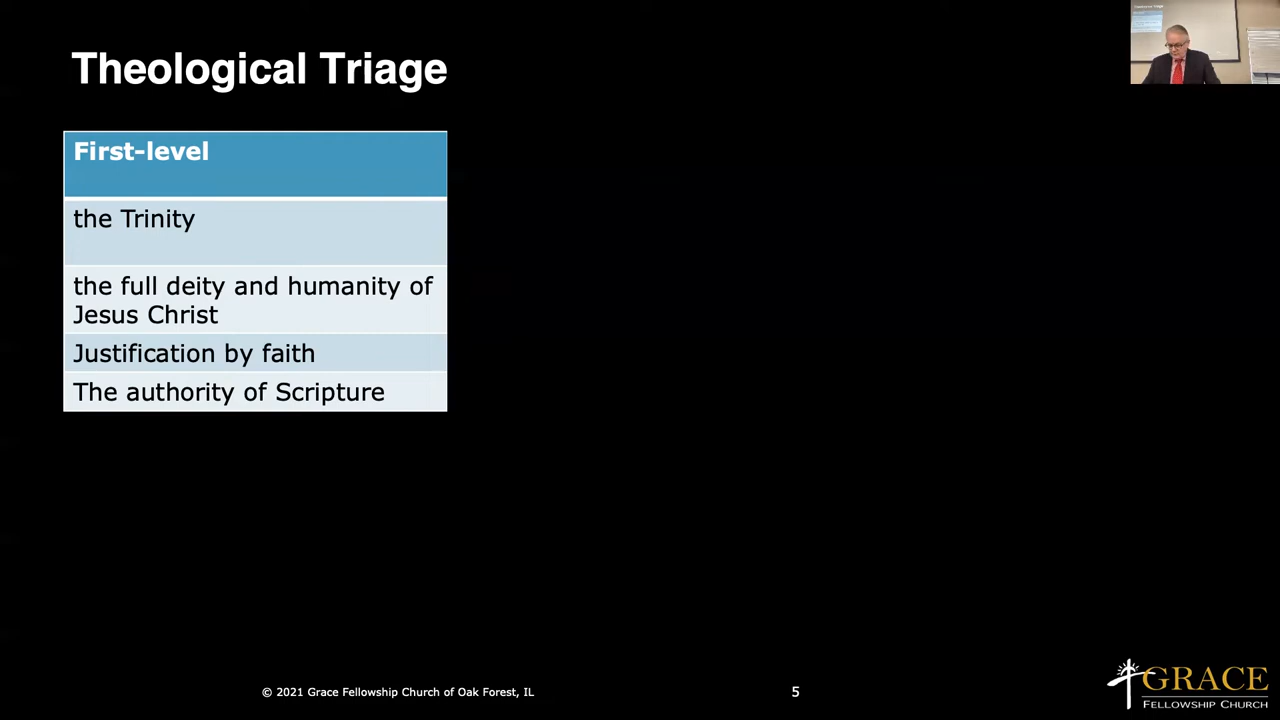 Theological Triage
First-level
the Trinity
the full deity and humanity of
Jesus Christ
Justification by faith
The authority of Scripture
© 2021 Grace Fellowship Church of Oak Forest, IL
5
GRACE
FELLOWSHIP CHURCH